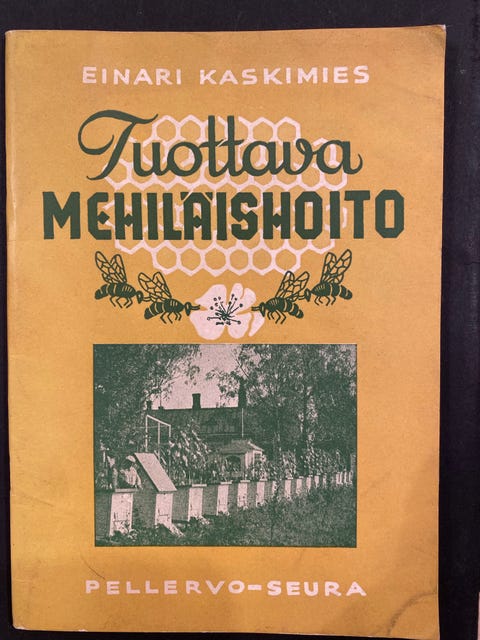 EINARI KASKIMIES
Tuottava
MEHILÄISHOITO
PELLERVO-SEURA